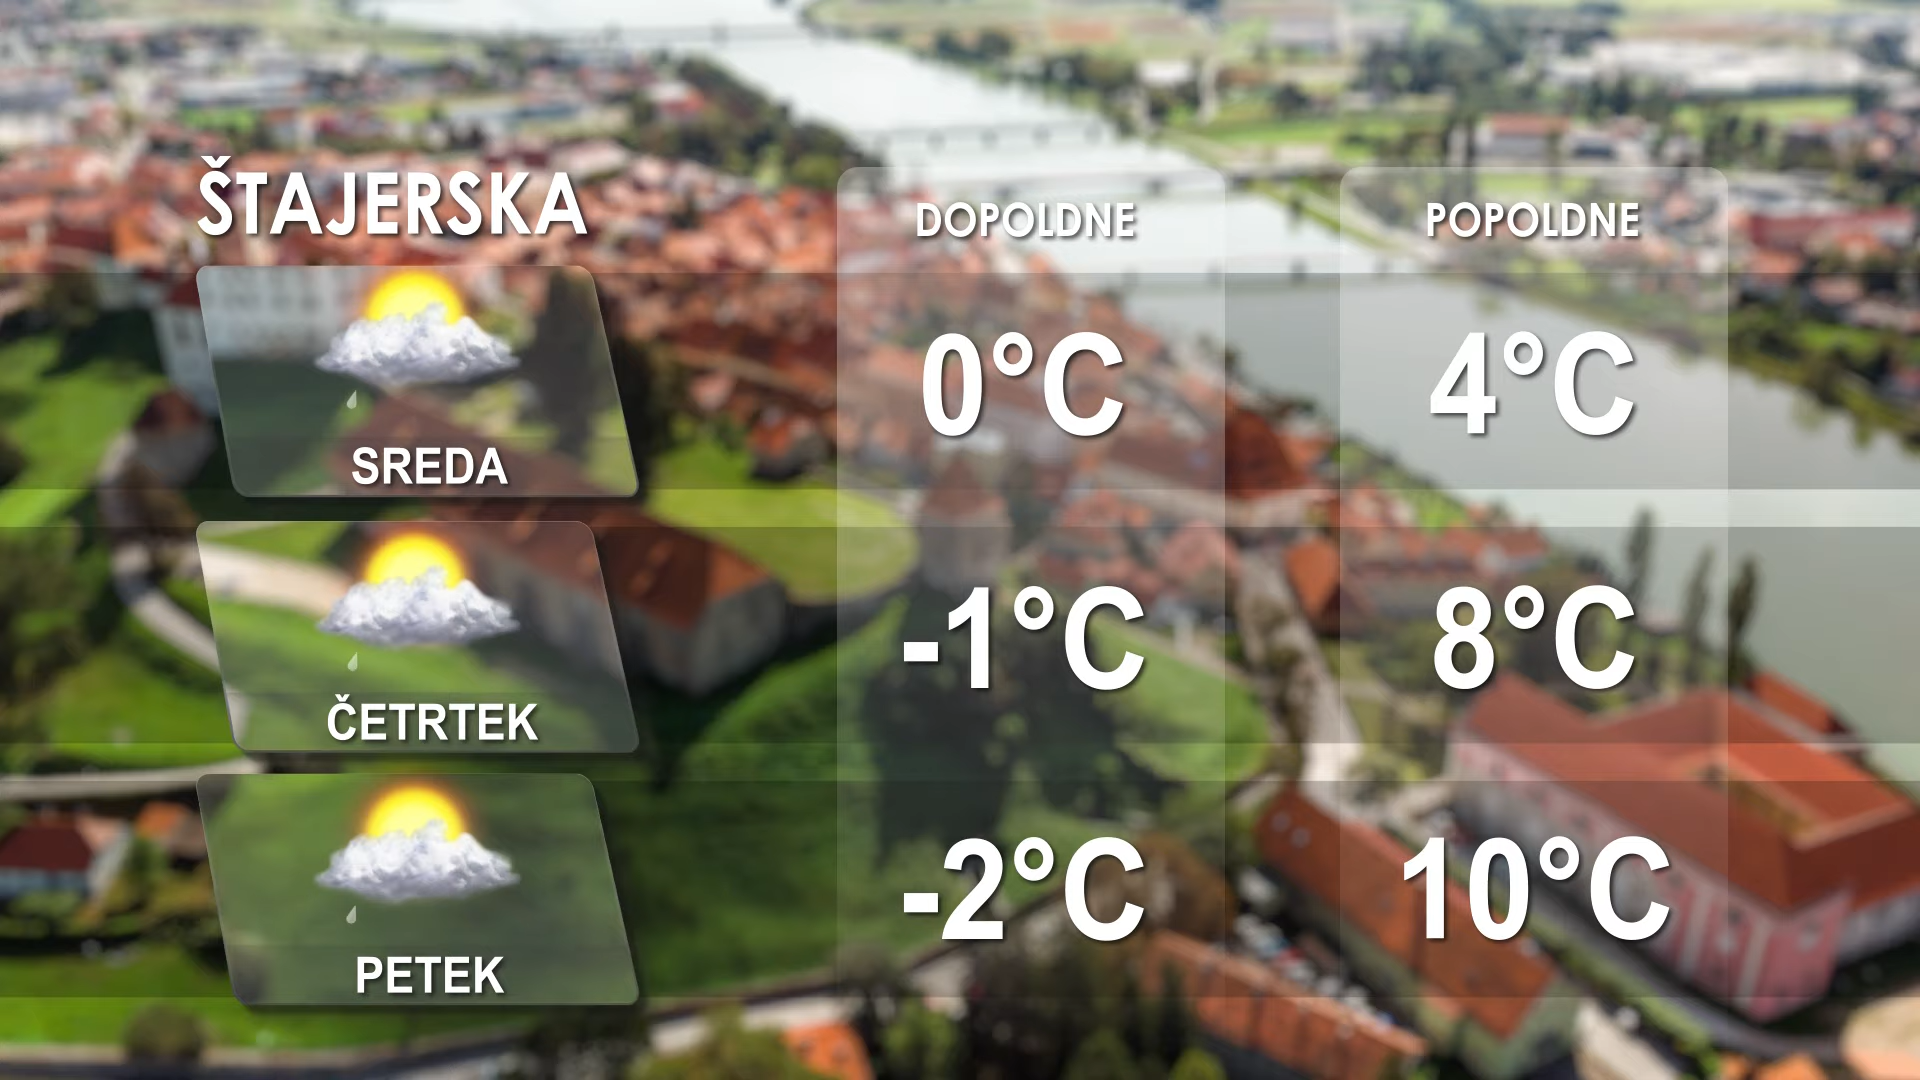 ŠTAJERSKA
DOPOLDNE
POPOLDNE
SREDA
0°C
4°C
ČETRTEK
-1°C
8°C
PETEK
-2°C
10°C